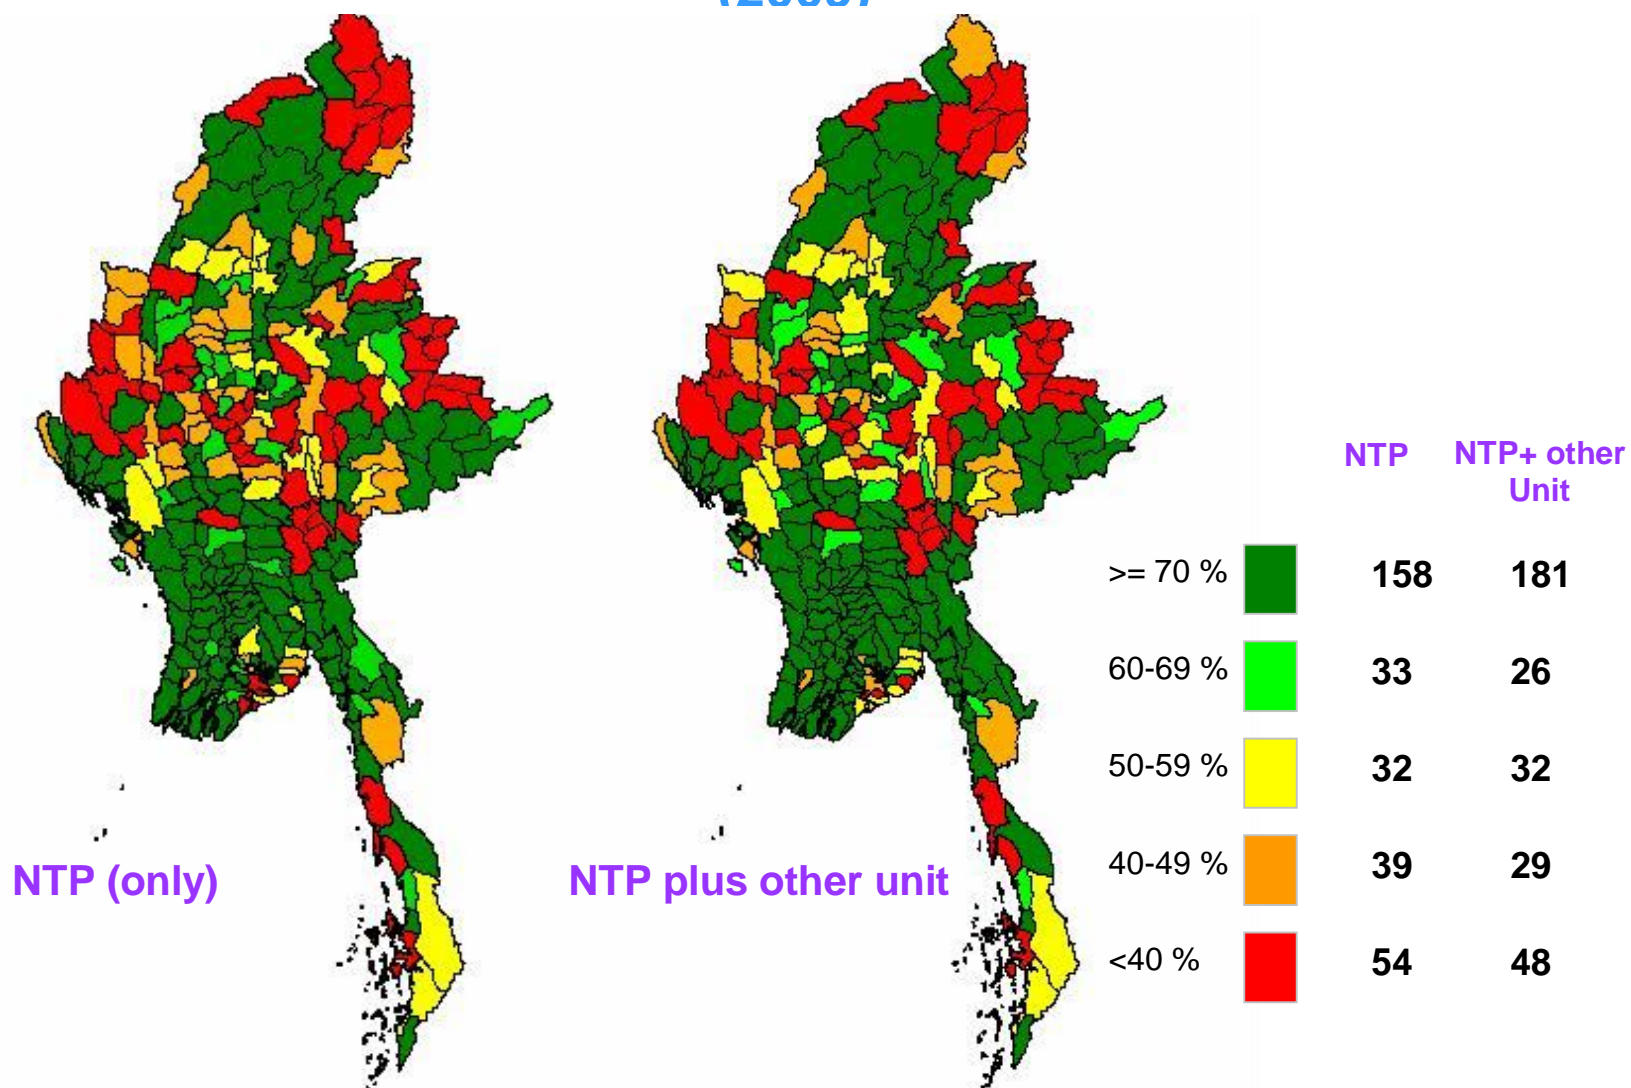 NTP NTP+ other
Unit
>= 70 % 158 181
60-69 % 33 26
50-59 % 32 32
40-49 % 39 29
<40 % 54 48
NTP (only) NTP plus other unit